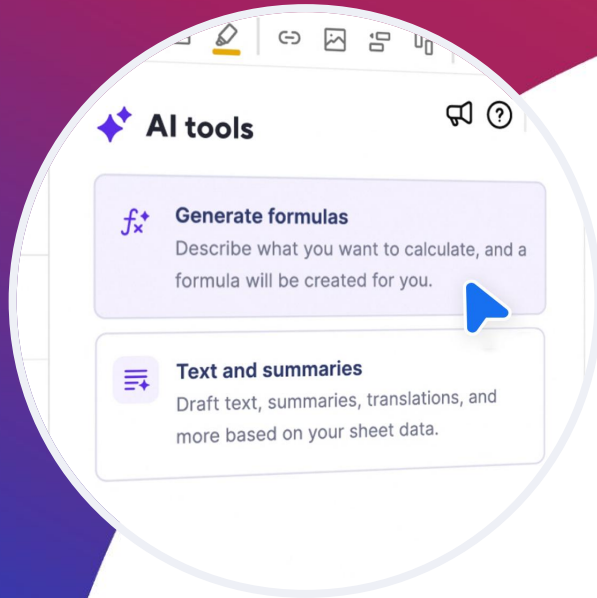 AI tools
Generate formulas
Describe what you want to calculate, and a
formula will be created for you.
Text and summaries
Draft text, summaries, translations, and
more based on your sheet data.